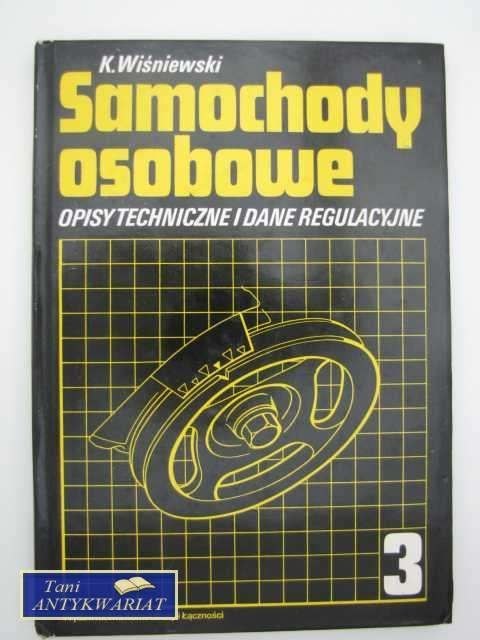 K.Wiśniewski
Samochody
osobowe
OPISY TECHNICZNE I DANE REGULACYJNE
3
Tani
ANTYKWARIAT
Łączności